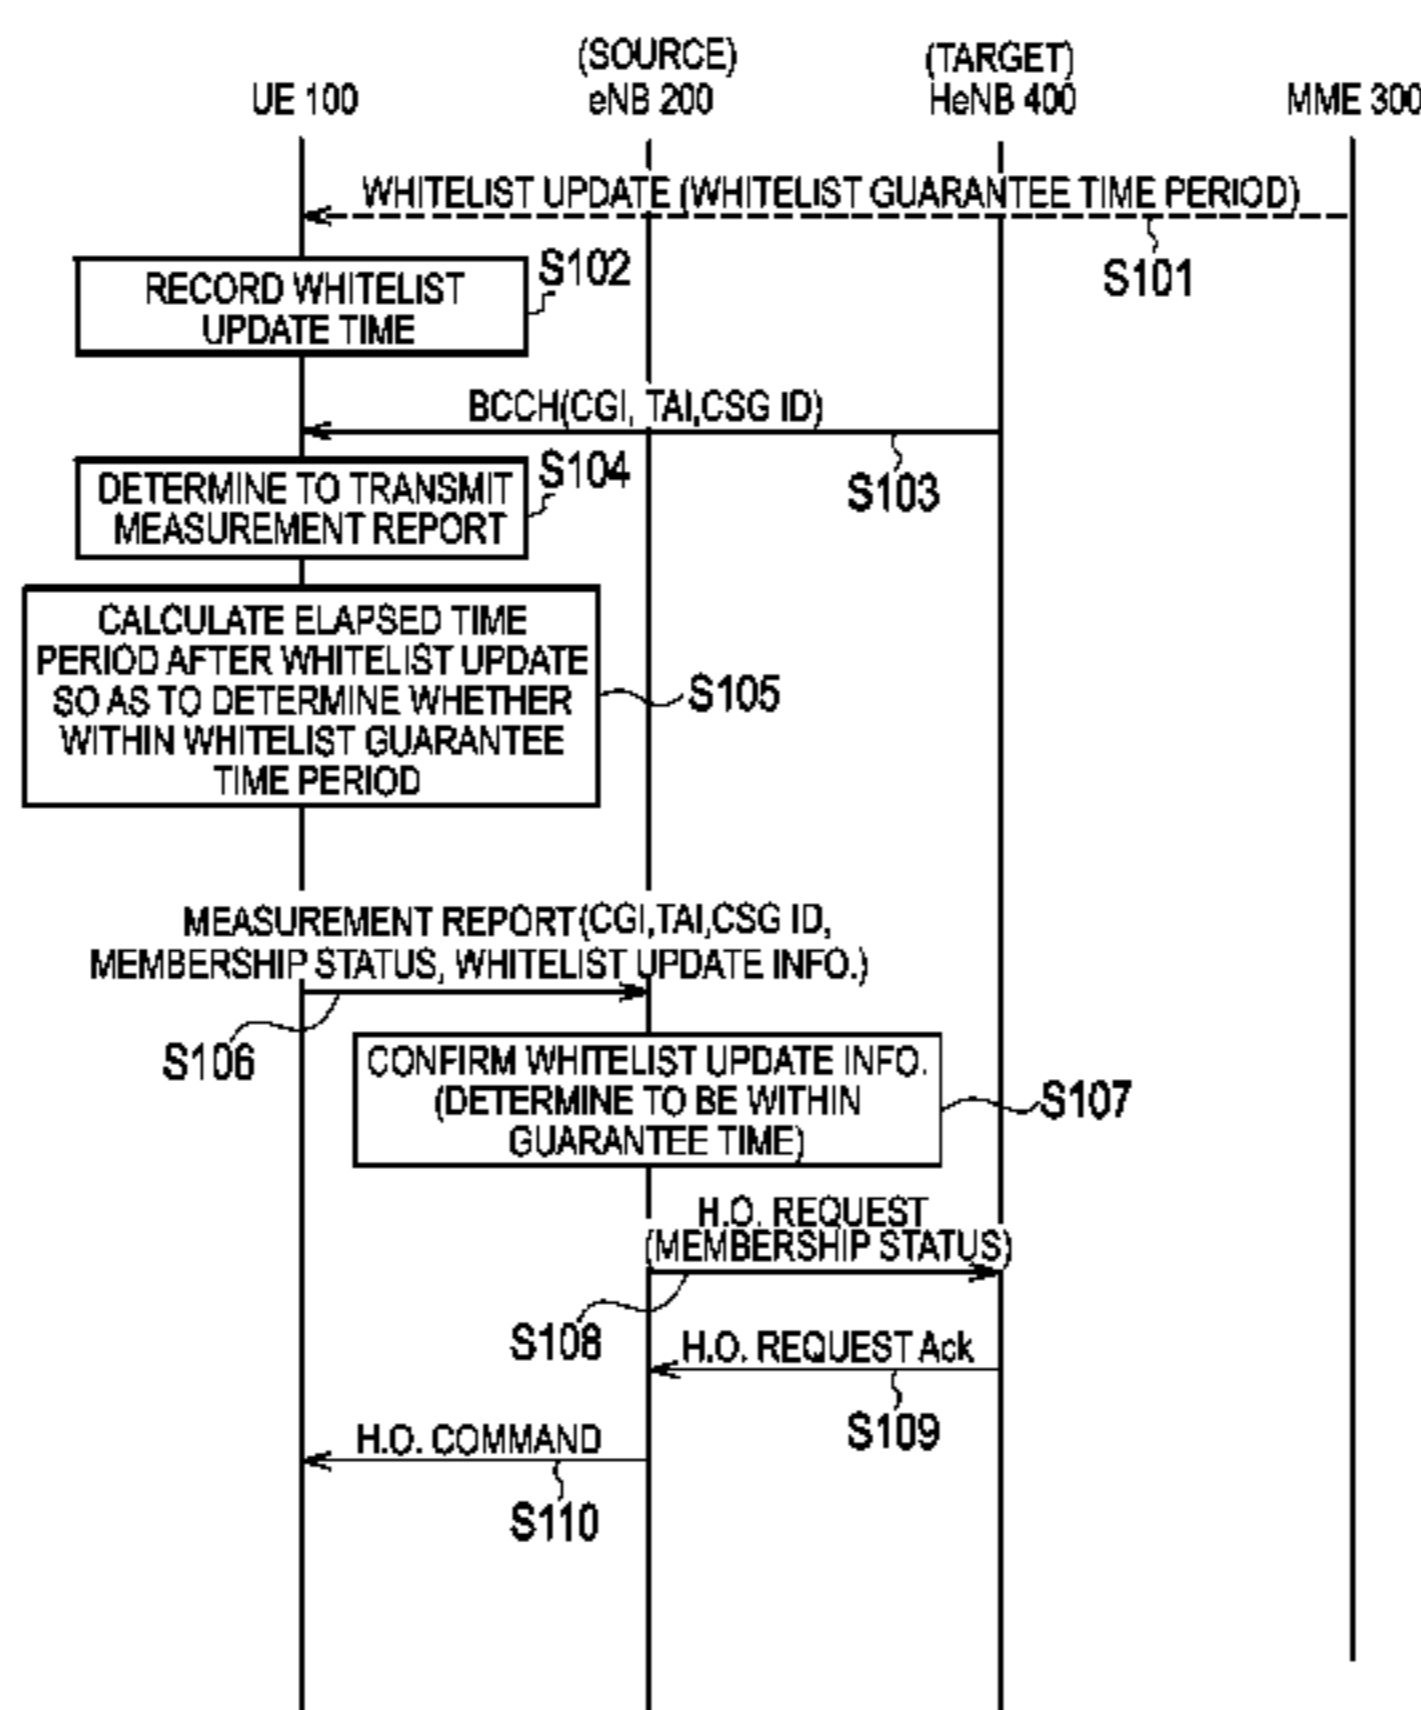 (SOURCE)
(TARGET)
UE 100
eNB 200
HeNB 400
MME 300
WHITELIST UPDATE (WHITELIST GUARANTEE TIME PERIOD)
S101
S102
RECORD WHITELIST
UPDATE TIME
BCCH(CGI, TAI,CSG ID)
S103
S104
DETERMINE TO TRANSMIT
MEASUREMENT REPORT
CALCULATE ELAPSED TIME
PERIOD AFTER WHITELIST UPDATE
SO AS TO DETERMINE WHETHER
WITHIN WHITELIST GUARANTEE
TIME PERIOD
S105
MEASUREMENT REPORT(CGI,TAI,CSG ID,
MEMBERSHIP STATUS, WHITELIST UPDATE INFO.)
S106
CONFIRM WHITELIST UPDATE INFO.
(DETERMINE TO BE WITHIN
GUARANTEE TIME)
S107
H.O. REQUEST
(MEMBERSHIP STATUS)
S108
H.O. REQUEST Ack
S109
H.O. COMMAND
S110